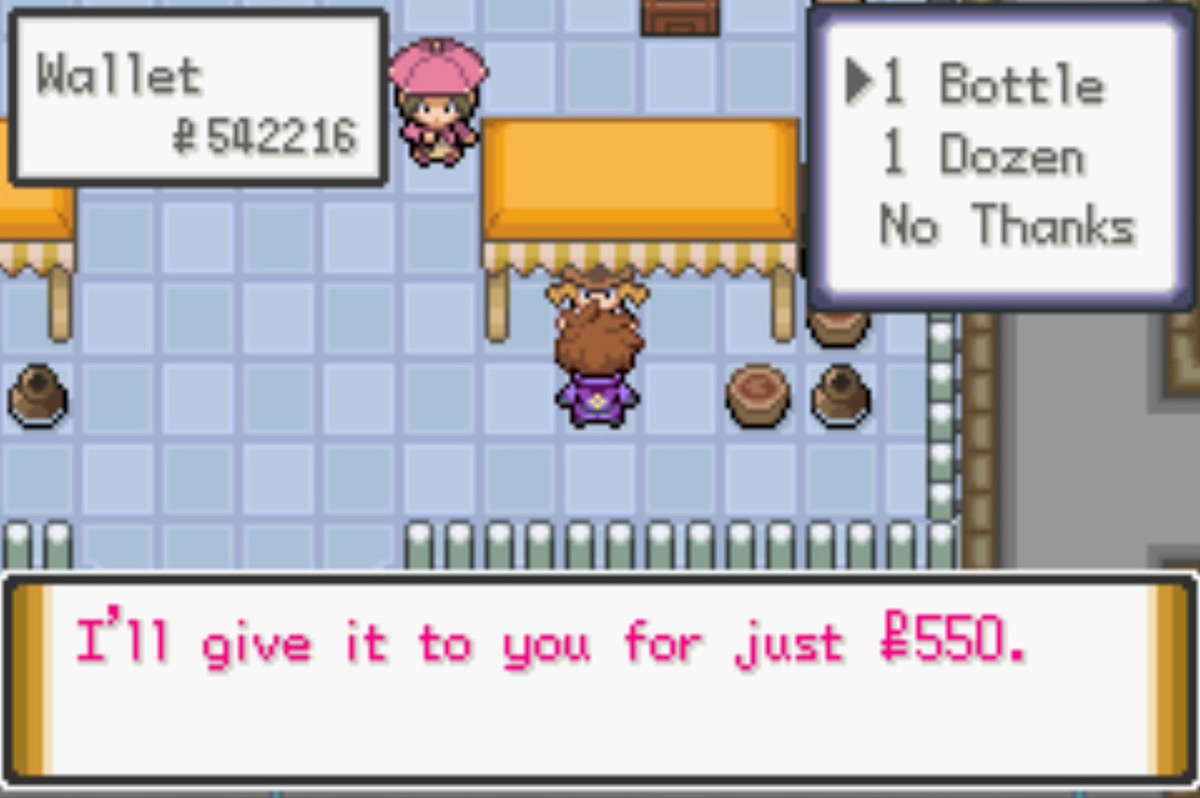 Wallet
₽542216
1 Bottle
1 Dozen
No Thanks
I'll give it to you for just ₽550.